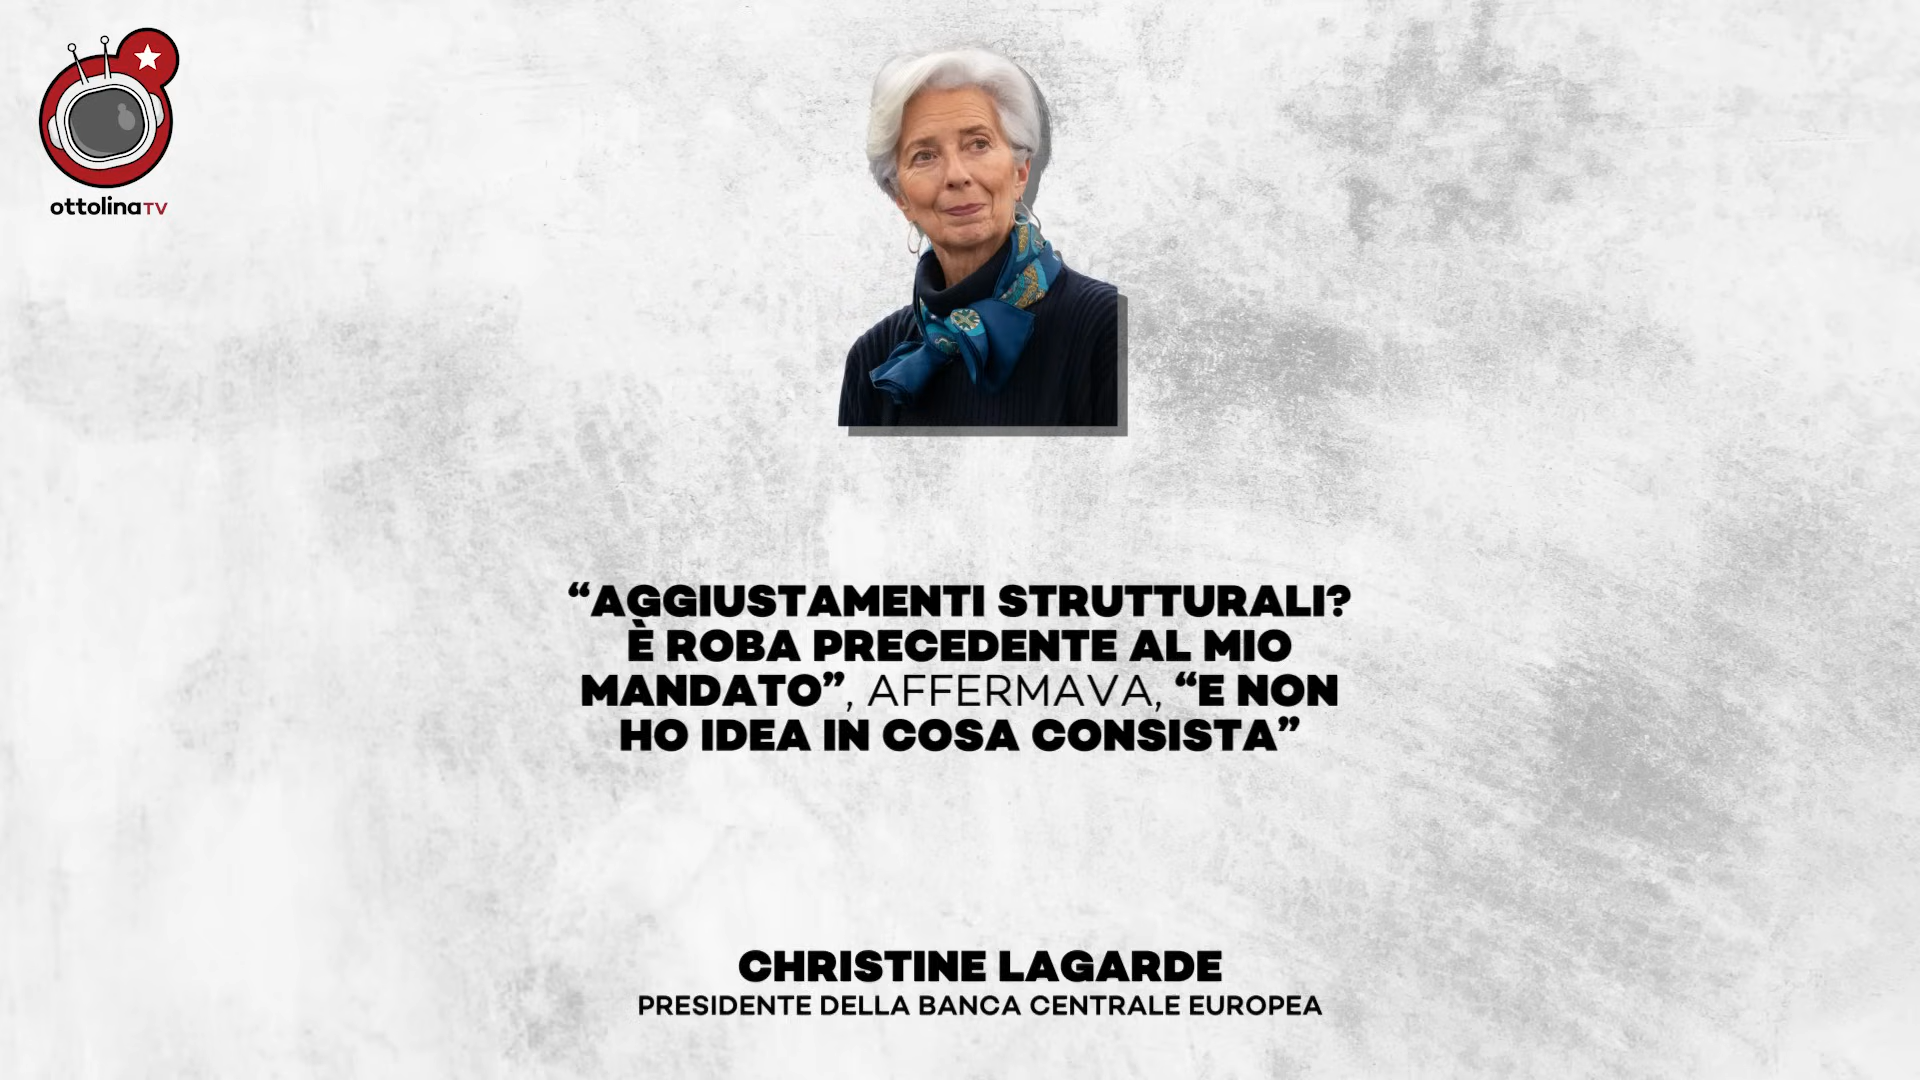 ottolinaTV
“AGGIUSTAMENTI STRUTTURALI?
È ROBA PRECEDENTE AL MIO
MANDATO”, AFFERMAVA, “E NON
HO IDEA IN COSA CONSISTA”
CHRISTINE LAGARDE
PRESIDENTE DELLA BANCA CENTRALE EUROPEA